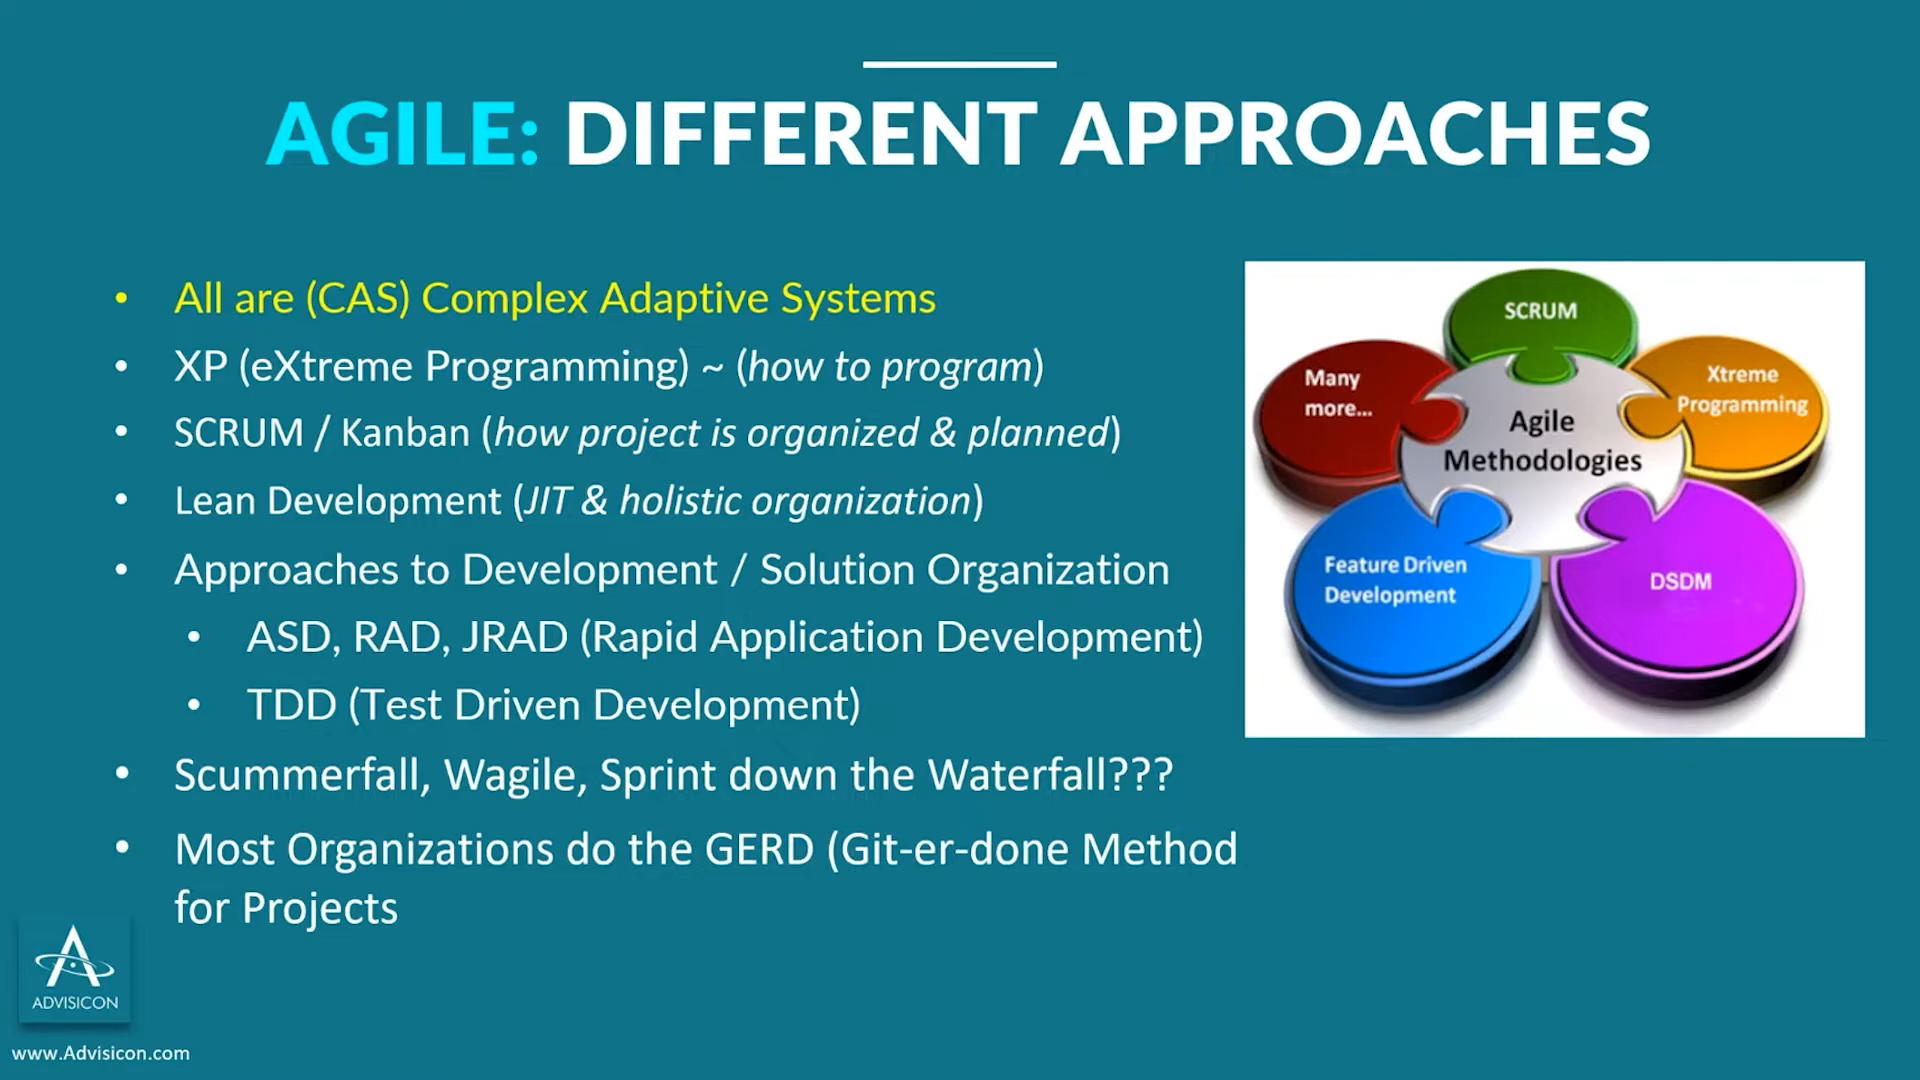 AGILE: DIFFERENT APPROACHES
• All are (CAS) Complex Adaptive Systems
• XP (eXtreme Programming) ~ (how to program)
• SCRUM / Kanban (how project is organized & planned)
• Lean Development (JIT & holistic organization)
• Approaches to Development / Solution Organization
• ASD, RAD, JRAD (Rapid Application Development)
• TDD (Test Driven Development)
• Scummerfall, Wagile, Sprint down the Waterfall???
• Most Organizations do the GERD (Git-er-done Method
for Projects
SCRUM
Many
more...
Xtreme
Programming
Agile
Methodologies
Feature Driven
Development
DSDM
ADVISICON
www.Advisicon.com